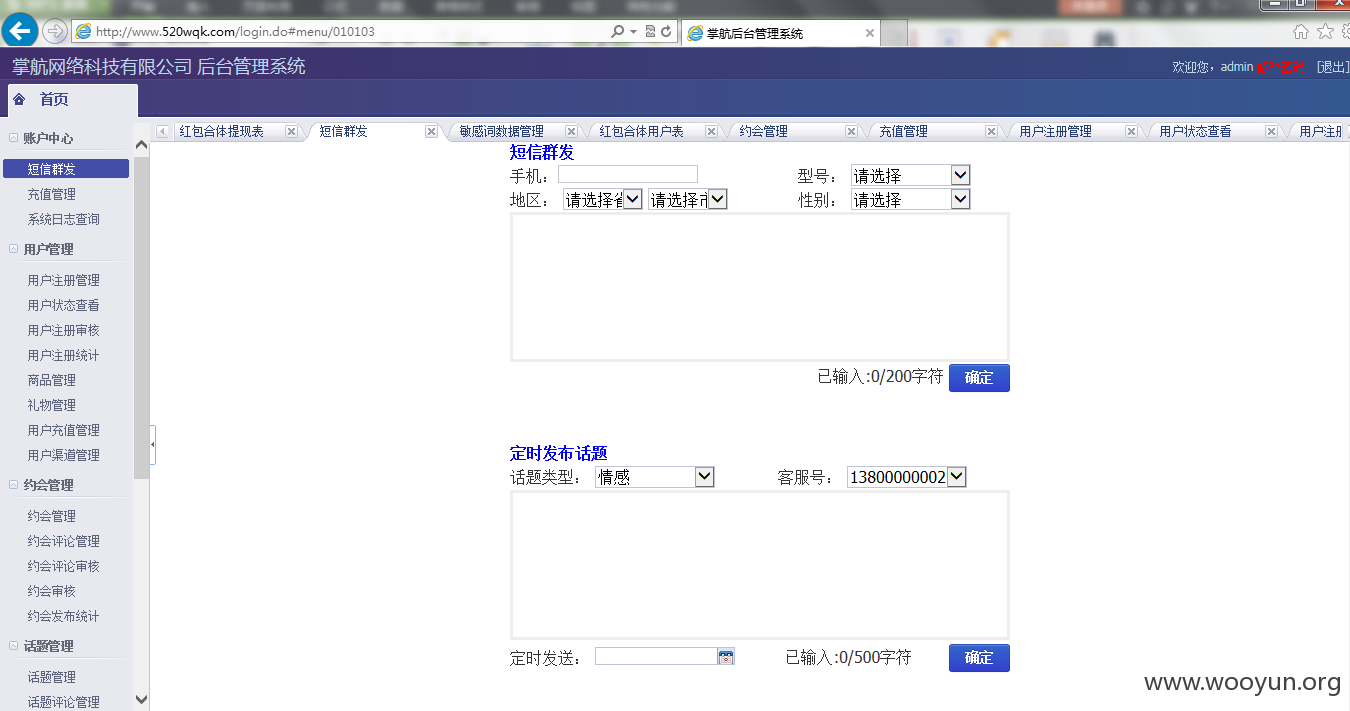 http://www.520wqk.com/login.do#menu/010103
掌航后台管理系统
掌航网络科技有限公司 后台管理系统
欢迎您，admin
[退出]
首页
红包合体提现表
短信群发
敏感词数据管理
红包合体用户表
约会管理
充值管理
用户注册管理
用户状态查看
用户注册
账户中心
短信群发
充值管理
系统日志查询
用户管理
用户注册管理
用户状态查看
用户注册审核
用户注册统计
商品管理
礼物管理
用户充值管理
用户渠道管理
约会管理
约会管理
约会评论管理
约会评论审核
约会审核
约会发布统计
话题管理
话题管理
话题评论管理
短信群发
手机：
型号： 请选择
地区： 请选择省 请选择市
性别： 请选择
已输入:0/200字符 确定
定时发布话题
话题类型： 情感
客服号： 13800000002
定时发送：
已输入:0/500字符 确定
www.wooyun.org